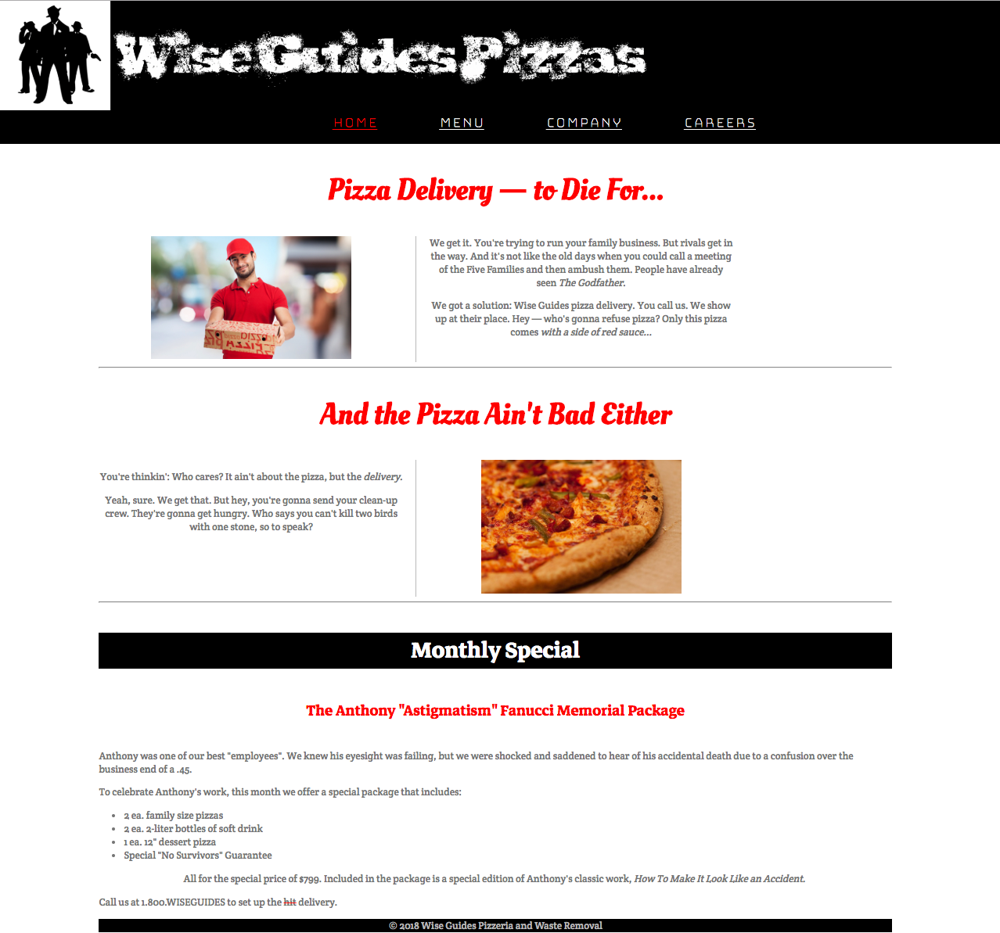 Wise Guides Pizzas
HOME MENU COMPANY CAREERS
Pizza Delivery — to Die For...
We get it. You're trying to run your family business. But rivals get in
the way. And it's not like the old days when you could call a meeting
of the Five Families and then ambush them. People have already
seen The Godfather.
We got a solution: Wise Guides pizza delivery. You call us. We show
up at their place. Hey — who's gonna refuse pizza? Only this pizza
comes with a side of red sauce...
And the Pizza Ain't Bad Either
You're thinkin': Who cares? It ain't about the pizza, but the delivery.
Yeah, sure. We get that. But hey, you're gonna send your clean-up
crew. They're gonna get hungry. Who says you can't kill two birds
with one stone, so to speak?
Monthly Special
The Anthony "Astigmatism" Fanucci Memorial Package
Anthony was one of our best "employees". We knew his eyesight was failing, but we were shocked and saddened to hear of his accidental death due to a confusion over the
business end of a .45.
To celebrate Anthony's work, this month we offer a special package that includes:
• 2 ea. family size pizzas
• 2 ea. 2-liter bottles of soft drink
• 1 ea. 12" dessert pizza
• Special "No Survivors" Guarantee
All for the special price of $799. Included in the package is a special edition of Anthony's classic work, How To Make It Look Like an Accident.
Call us at 1.800.WISEGUIDES to set up the hit delivery.
© 2018 Wise Guides Pizzeria and Waste Removal